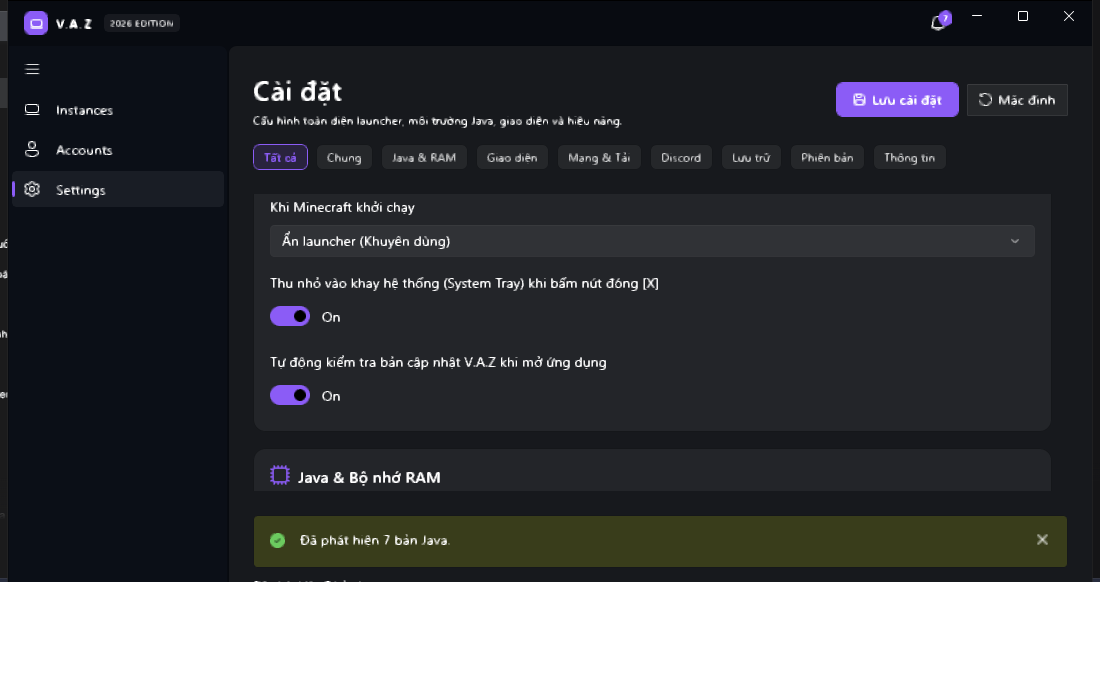 V.A.Z 2026 EDITION
7
Instances
Accounts
Settings
Cài đặt
Cấu hình toàn diện launcher, môi trường Java, giao diện và hiệu năng.
Lưu cài đặt
Mặc định
Tất cả
Chung
Java & RAM
Giao diện
Mạng & Tải
Discord
Lưu trữ
Phiên bản
Thông tin
Khi Minecraft khởi chạy
Ẩn launcher (Khuyên dùng)
Thu nhỏ vào khay hệ thống (System Tray) khi bấm nút đóng [X]
On
Tự động kiểm tra bản cập nhật V.A.Z khi mở ứng dụng
On
Java & Bộ nhớ RAM
Đã phát hiện 7 bản Java.